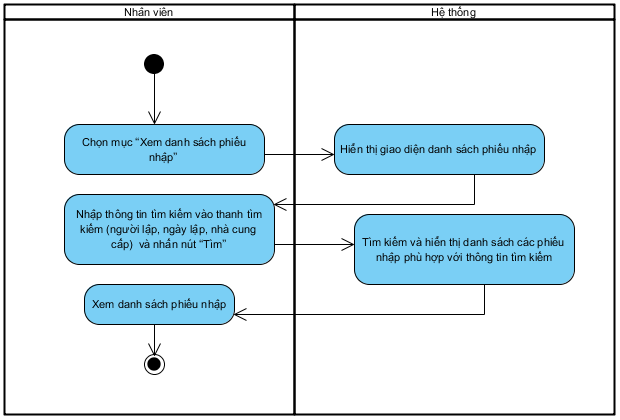 Nhân viên
Hệ thống
Chọn mục “Xem danh sách phiếu
nhập”
Hiển thị giao diện danh sách phiếu nhập
Nhập thông tin tìm kiếm vào thanh tìm
kiếm (người lập, ngày lập, nhà cung
cấp) và nhấn nút “Tìm”
Tìm kiếm và hiển thị danh sách các phiếu
nhập phù hợp với thông tin tìm kiếm
Xem danh sách phiếu nhập